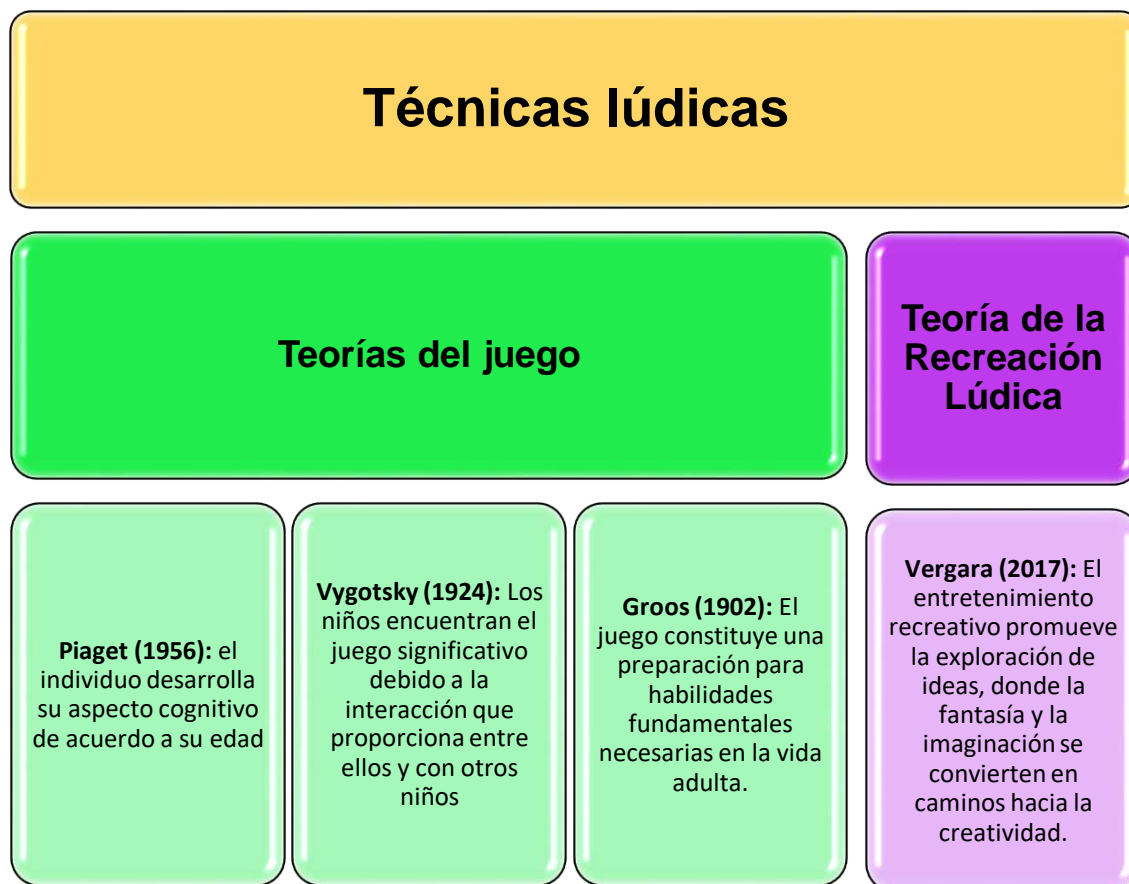 Técnicas lúdicas
Teorías del juego
Teoría de la
Recreación
Lúdica
Piaget (1956): el
individuo desarrolla
su aspecto cognitivo
de acuerdo a su edad
Vygotsky (1924): Los
niños encuentran el
juego significativo
debido a la
interacción que
proporciona entre
ellos y con otros
niños
Groos (1902): El
juego constituye una
preparación para
habilidades
fundamentales
necesarias en la vida
adulta.
Vergara (2017): El
entretenimiento
recreativo promueve
la exploración de
ideas, donde la
fantasía y la
imaginación se
convierten en
caminos hacia la
creatividad.